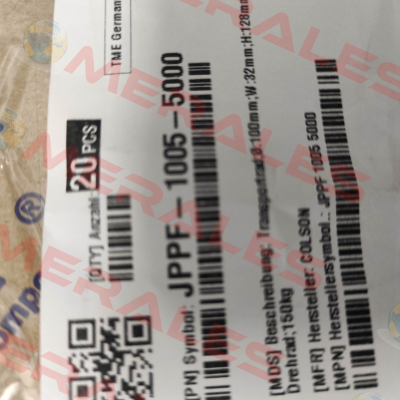 TME German
[QTY] Anzahl:
20 PCS
[PN] Symbol: JPPF-1005-5000
[MDS] Beschreibung: Transportrad;Ø:100mm;W:32mm;H:128mm
Drehrad;150kg
[MFR] Hersteller: COLSON
[MPN] Herstellersymbol.: JPPF 1005 5000
MERALES